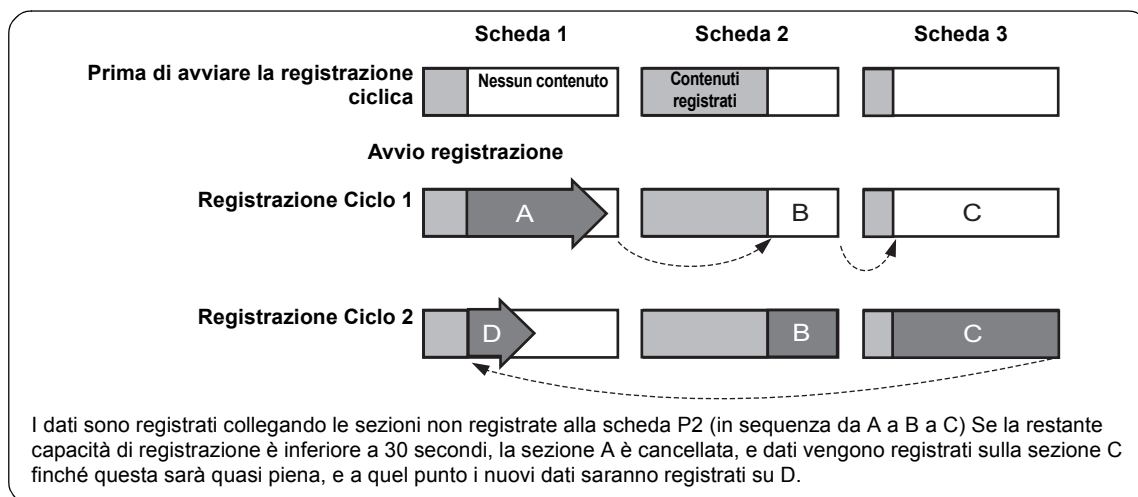 Scheda 1 Scheda 2 Scheda 3
Prima di avviare la registrazione
ciclica
Nessun contenuto
Contenuti
registrati
Avvio registrazione
Registrazione Ciclo 1
A B C
Registrazione Ciclo 2
D B C
I dati sono registrati collegando le sezioni non registrate alla scheda P2 (in sequenza da A a B a C) Se la restante
capacità di registrazione è inferiore a 30 secondi, la sezione A è cancellata, e dati vengono registrati sulla sezione C
finché questa sarà quasi piena, e a quel punto i nuovi dati saranno registrati su D.